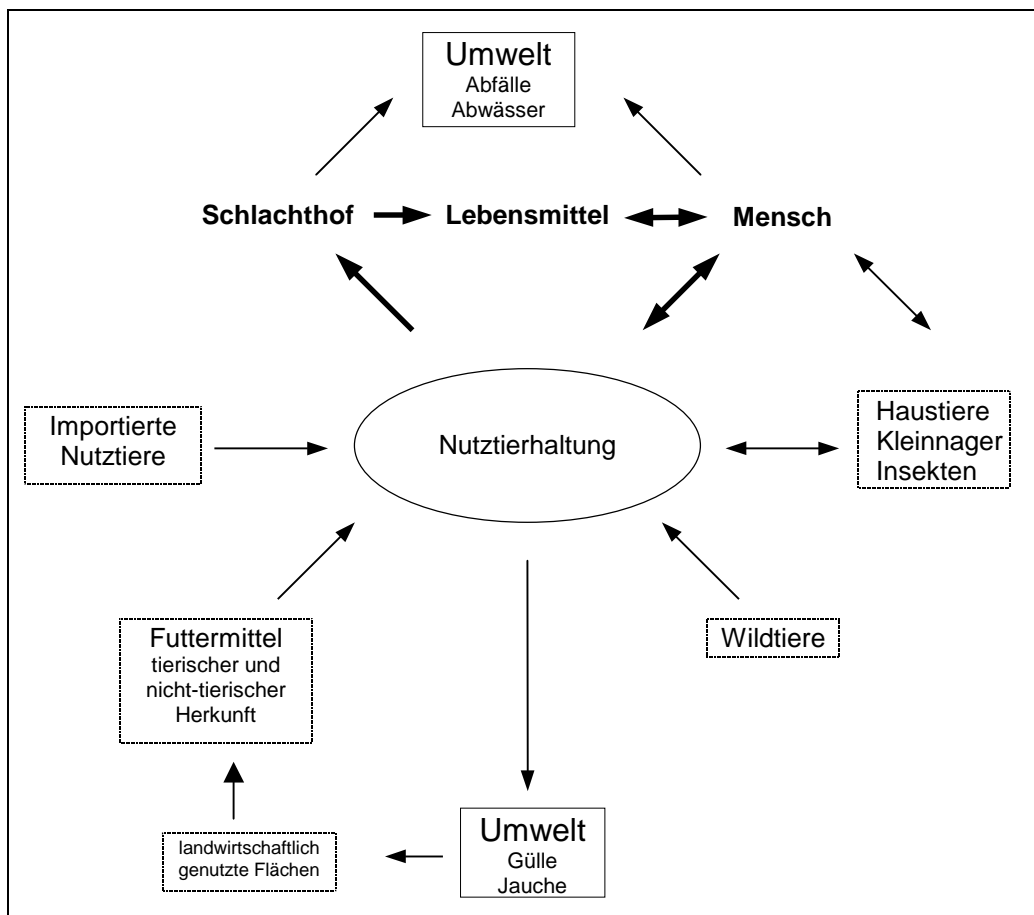 Umwelt
Abfälle
Abwässer
Schlachthof
Lebensmittel
Mensch
Importierte
Nutztiere
Nutztierhaltung
Haustiere
Kleinnager
Insekten
Futtermittel
tierischer und
nicht-tierischer
Herkunft
Wildtiere
landwirtschaftlich
genutzte Flächen
Umwelt
Gülle
Jauche